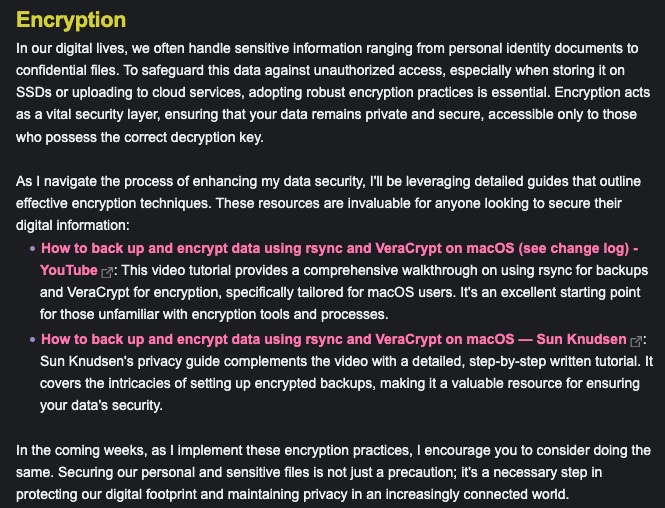 Encryption
In our digital lives, we often handle sensitive information ranging from personal identity documents to
confidential files. To safeguard this data against unauthorized access, especially when storing it on
SSDs or uploading to cloud services, adopting robust encryption practices is essential. Encryption acts
as a vital security layer, ensuring that your data remains private and secure, accessible only to those
who possess the correct decryption key.
As I navigate the process of enhancing my data security, I'll be leveraging detailed guides that outline
effective encryption techniques. These resources are invaluable for anyone looking to secure their
digital information:
• How to back up and encrypt data using rsync and VeraCrypt on macOS (see change log) -
YouTube: This video tutorial provides a comprehensive walkthrough on using rsync for backups
and VeraCrypt for encryption, specifically tailored for macOS users. It's an excellent starting point
for those unfamiliar with encryption tools and processes.
• How to back up and encrypt data using rsync and VeraCrypt on macOS — Sun Knudsen:
Sun Knudsen's privacy guide complements the video with a detailed, step-by-step written tutorial. It
covers the intricacies of setting up encrypted backups, making it a valuable resource for ensuring
your data's security.
In the coming weeks, as I implement these encryption practices, I encourage you to consider doing the
same. Securing our personal and sensitive files is not just a precaution; it's a necessary step in
protecting our digital footprint and maintaining privacy in an increasingly connected world.